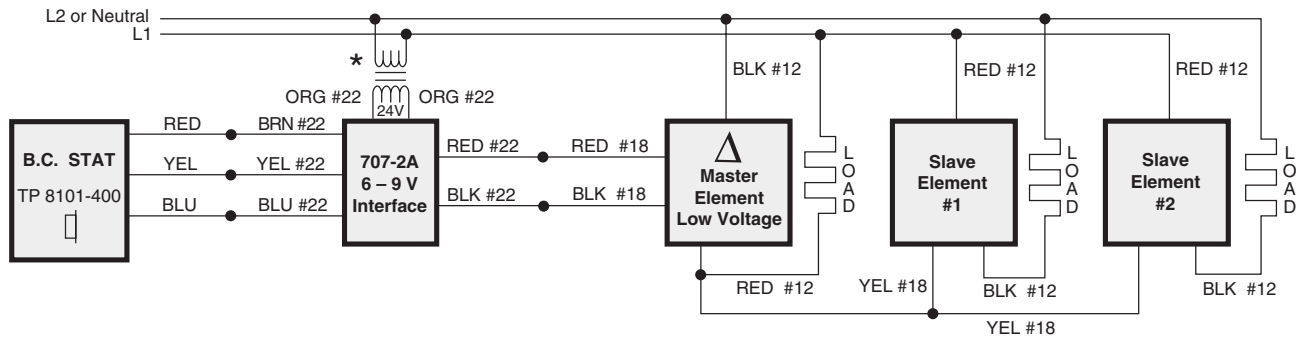 L2 or Neutral
L1
*
BLK #12
RED #12
RED #12
ORG #22
ORG #22
24V
RED
BRN #22
YEL
YEL #22
BLU
BLU #22
B.C. STAT
TP 8101-400
707-2A
6 – 9 V
Interface
RED #22
RED #18
BLK #22
BLK #18
Δ
Master
Element
Low Voltage
LOAD
Slave
Element
#1
LOAD
Slave
Element
#2
LOAD
RED #12
YEL #18
BLK #12
BLK #12
YEL #18